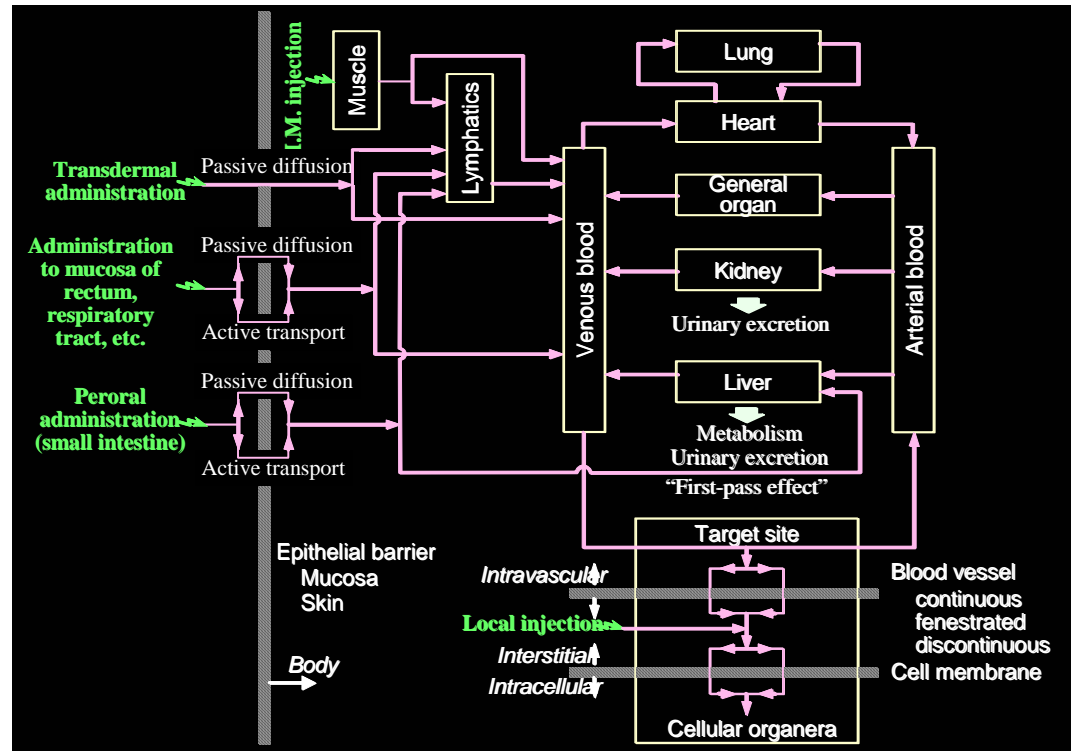 I.M. injection
Muscle
Lymphatics
Lung
Heart
Passive diffusion
Transdermal
administration
General
organ
Venous blood
Arterial blood
Administration
to mucosa of
rectum,
respiratory
tract, etc.
Passive diffusion
Active transport
Kidney
Urinary excretion
Peroral
administration
(small intestine)
Passive diffusion
Active transport
Liver
Metabolism
Urinary excretion
“First-pass effect”
Epithelial barrier
Mucosa
Skin
Body
Target site
Intravascular
Blood vessel
continuous
fenestrated
discontinuous
Local injection
Interstitial
Intracellular
Cell membrane
Cellular organera